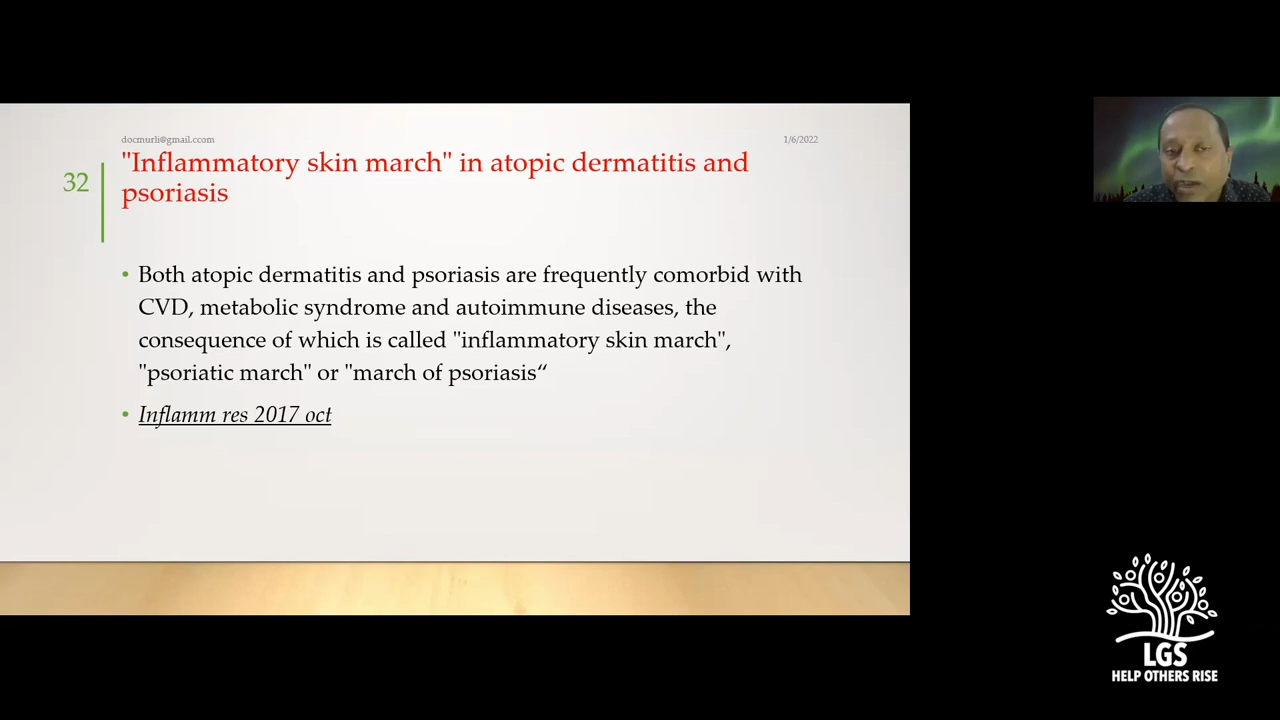 docmurli@gmail.ccom
1/6/2022
32
"Inflammatory skin march" in atopic dermatitis and
psoriasis
• Both atopic dermatitis and psoriasis are frequently comorbid with
CVD, metabolic syndrome and autoimmune diseases, the
consequence of which is called "inflammatory skin march",
"psoriatic march" or "march of psoriasis“
• Inflamm res 2017 oct
LGS
HELP OTHERS RISE